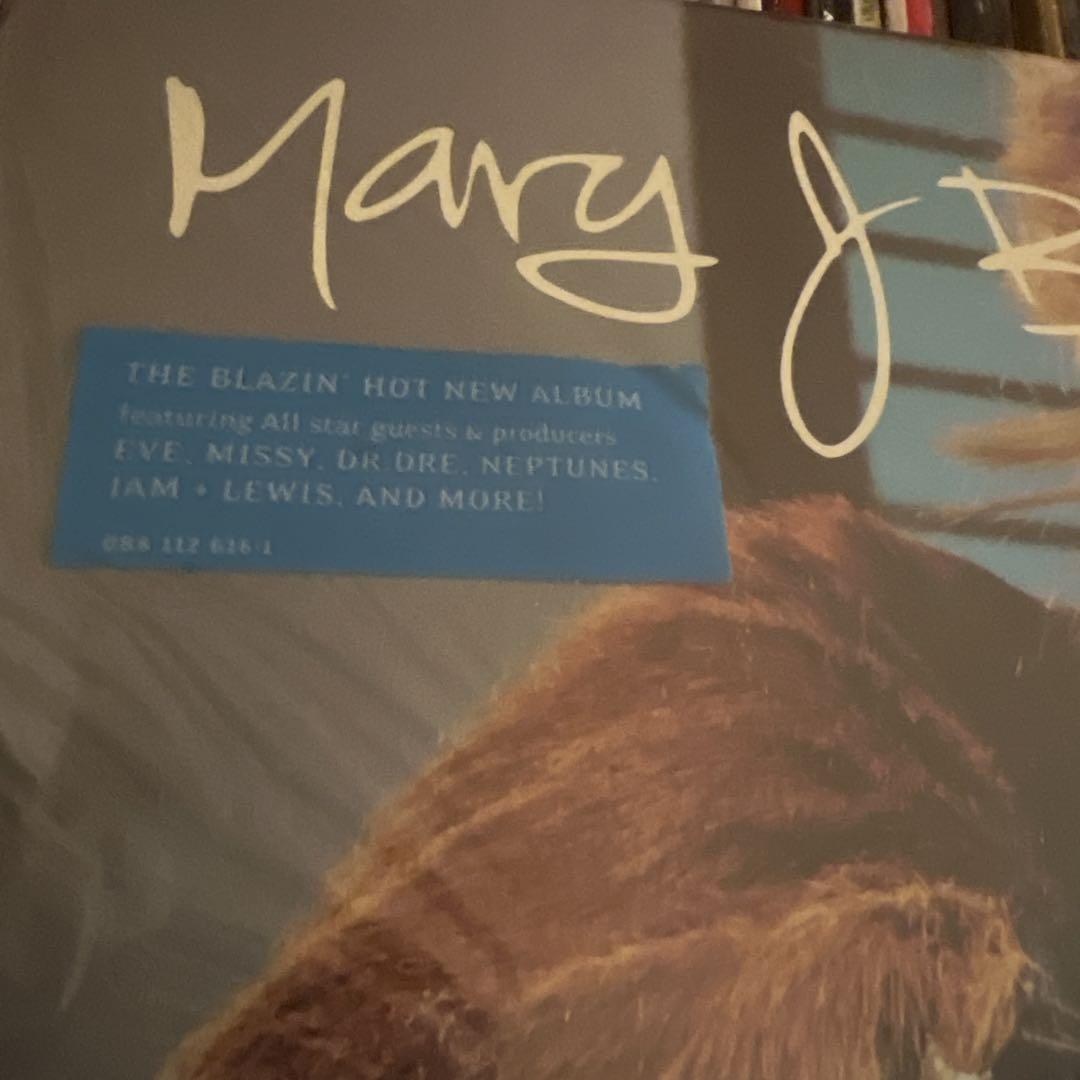 Mary J B
THE BLAZIN' HOT NEW ALBUM
featuring All star guests & producers
EVE, MISSY, DR DRE, NEPTUNES,
JAM + LEWIS, AND MORE!
088 112 616-1